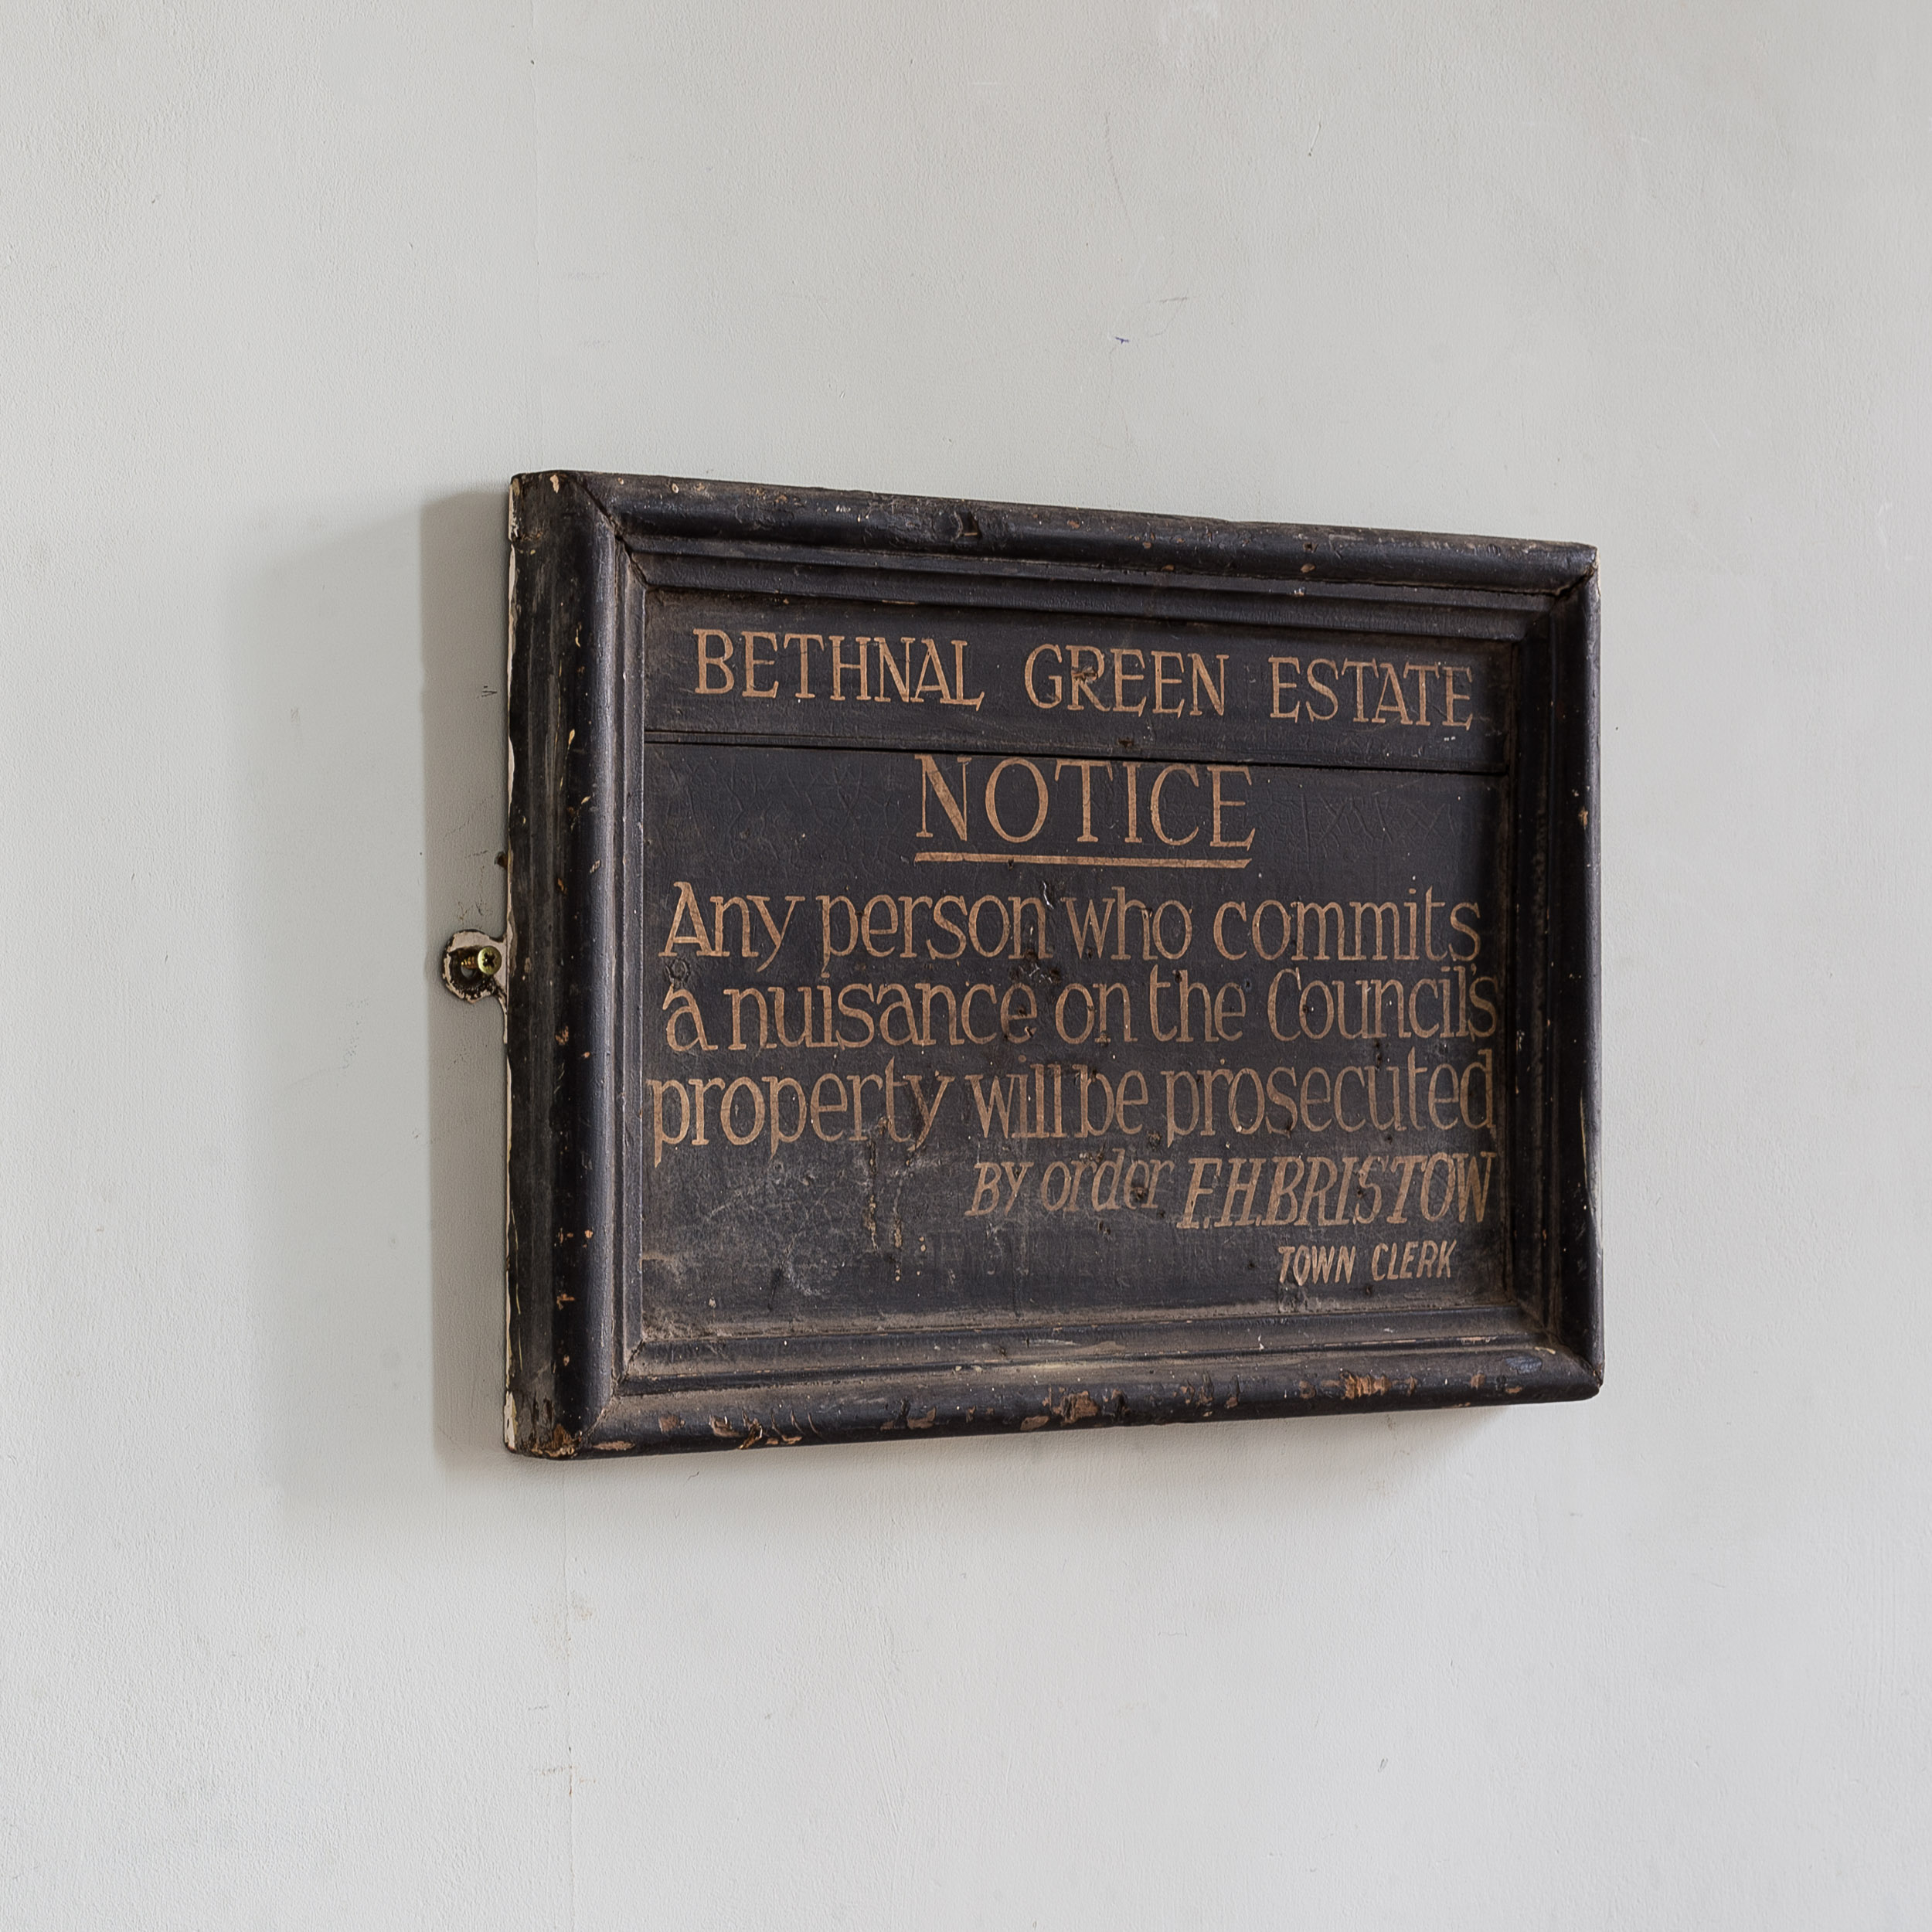 BETHNAL GREEN ESTATE
NOTICE
Any person who commits
a nuisance on the Council's
property will be prosecuted
By order F.H.BRISTOW
TOWN CLERK